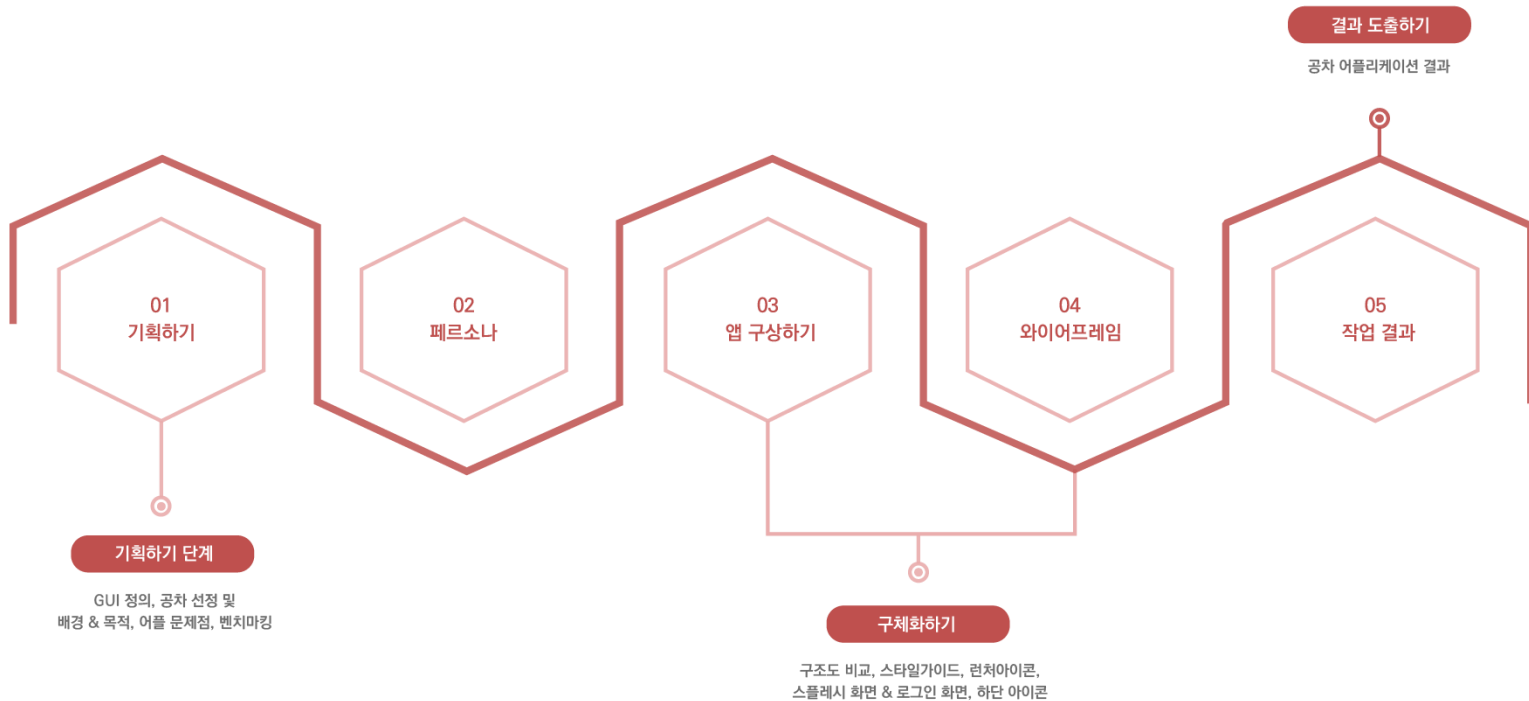 결과 도출하기
공차 어플리케이션 결과
01
기획하기
02
페르소나
03
앱 구상하기
04
와이어프레임
05
작업 결과
기획하기 단계
GUI 정의, 공차 선정 및
배경 & 목적, 어플 문제점, 벤치마킹
구체화하기
구조도 비교, 스타일가이드, 런처아이콘,
스플레시 화면 & 로그인 화면, 하단 아이콘